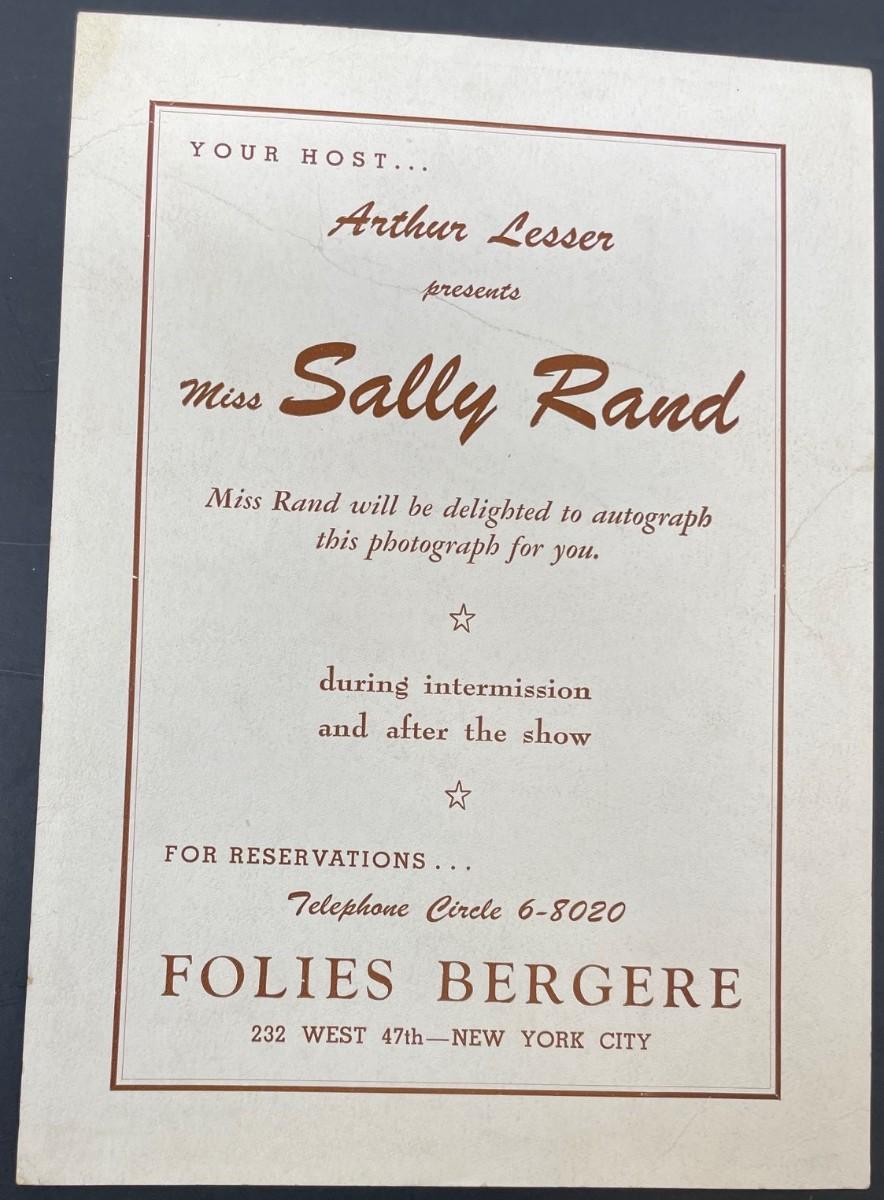 YOUR HOST...
Arthur Lesser
presents
Miss Sally Rand
Miss Rand will be delighted to autograph
this photograph for you.
☆
during intermission
and after the show
☆
FOR RESERVATIONS...
Telephone Circle 6-8020
FOLIES BERGERE
232 WEST 47th—NEW YORK CITY